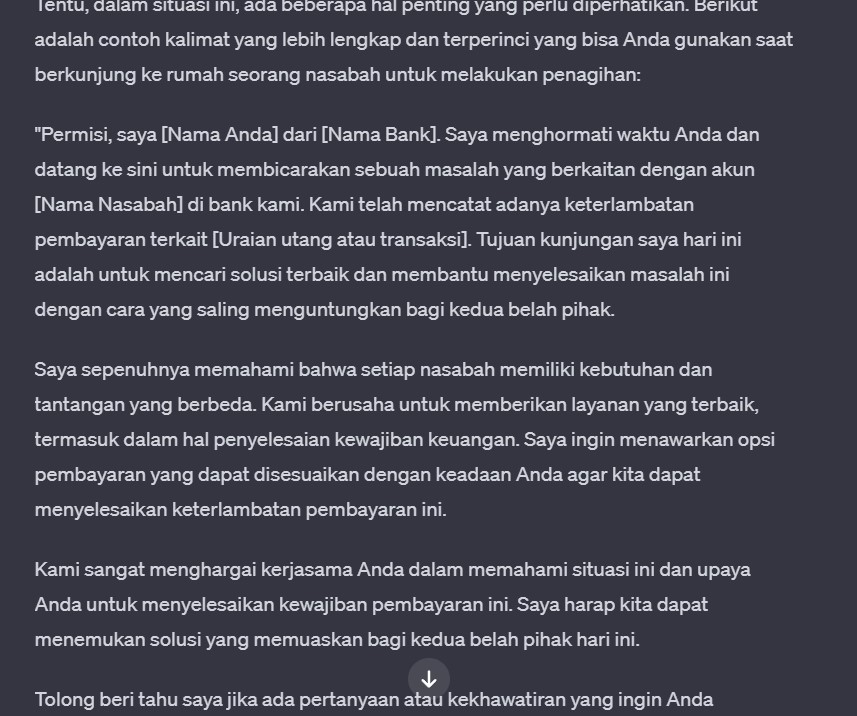 Tentu, dalam situasi ini, ada beberapa hal penting yang perlu diperhatikan. Berikut
adalah contoh kalimat yang lebih lengkap dan terperinci yang bisa Anda gunakan saat
berkunjung ke rumah seorang nasabah untuk melakukan penagihan:
"Permisi, saya [Nama Anda] dari [Nama Bank]. Saya menghormati waktu Anda dan
datang ke sini untuk membicarakan sebuah masalah yang berkaitan dengan akun
[Nama Nasabah] di bank kami. Kami telah mencatat adanya keterlambatan
pembayaran terkait [Uraian utang atau transaksi]. Tujuan kunjungan saya hari ini
adalah untuk mencari solusi terbaik dan membantu menyelesaikan masalah ini
dengan cara yang saling menguntungkan bagi kedua belah pihak.
Saya sepenuhnya memahami bahwa setiap nasabah memiliki kebutuhan dan
tantangan yang berbeda. Kami berusaha untuk memberikan layanan yang terbaik,
termasuk dalam hal penyelesaian kewajiban keuangan. Saya ingin menawarkan opsi
pembayaran yang dapat disesuaikan dengan keadaan Anda agar kita dapat
menyelesaikan keterlambatan pembayaran ini.
Kami sangat menghargai kerjasama Anda dalam memahami situasi ini dan upaya
Anda untuk menyelesaikan kewajiban pembayaran ini. Saya harap kita dapat
menemukan solusi yang memuaskan bagi kedua belah pihak hari ini.
Tolong beri tahu saya jika ada pertanyaan atau kekhawatiran yang ingin Anda